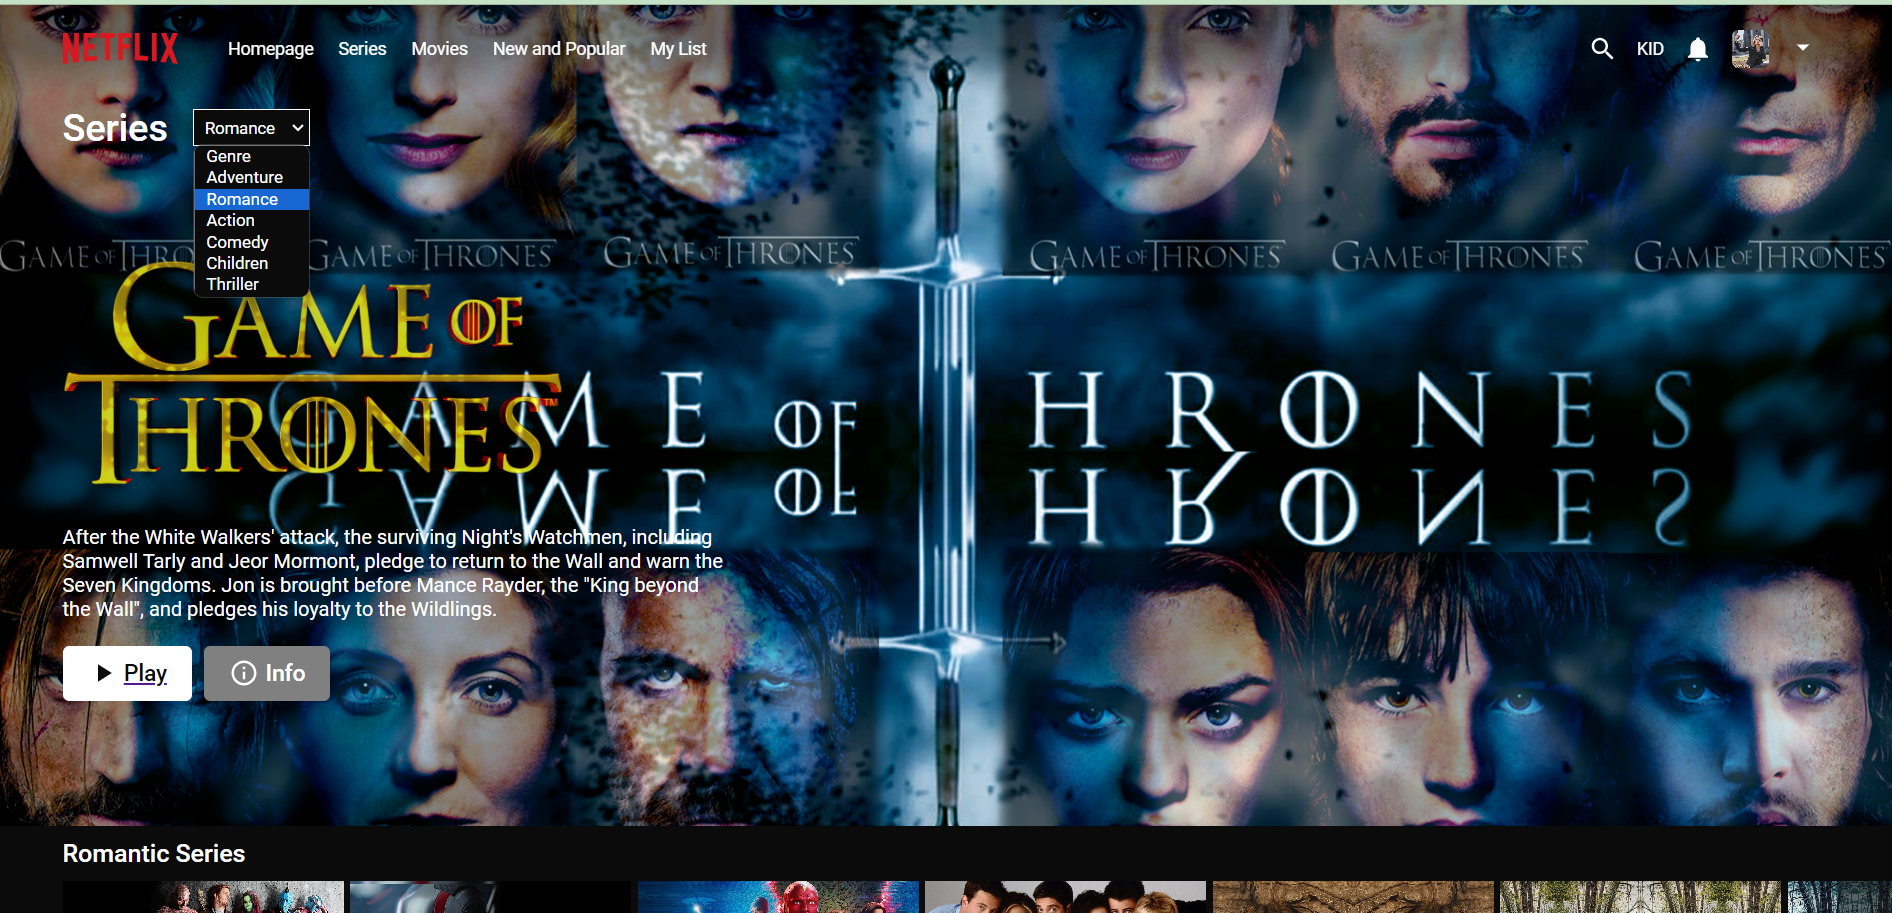 NETFLIX
Homepage Series Movies New and Popular My List
KID
Series
Romance
Genre
Adventure
Romance
Action
Comedy
Children
Thriller
GAME OF THRO
GAME OF THRONES
GAME OF THRONES
GAME OF THRONES
GAME OF THRONES
GAME OF THRONES
GAME OF
THRONES™
GAME OF HRONES
After the White Walkers' attack, the surviving Night's Watchmen, including
Samwell Tarly and Jeor Mormont, pledge to return to the Wall and warn the
Seven Kingdoms. Jon is brought before Mance Rayder, the "King beyond
the Wall", and pledges his loyalty to the Wildlings.
Play
Info
Romantic Series